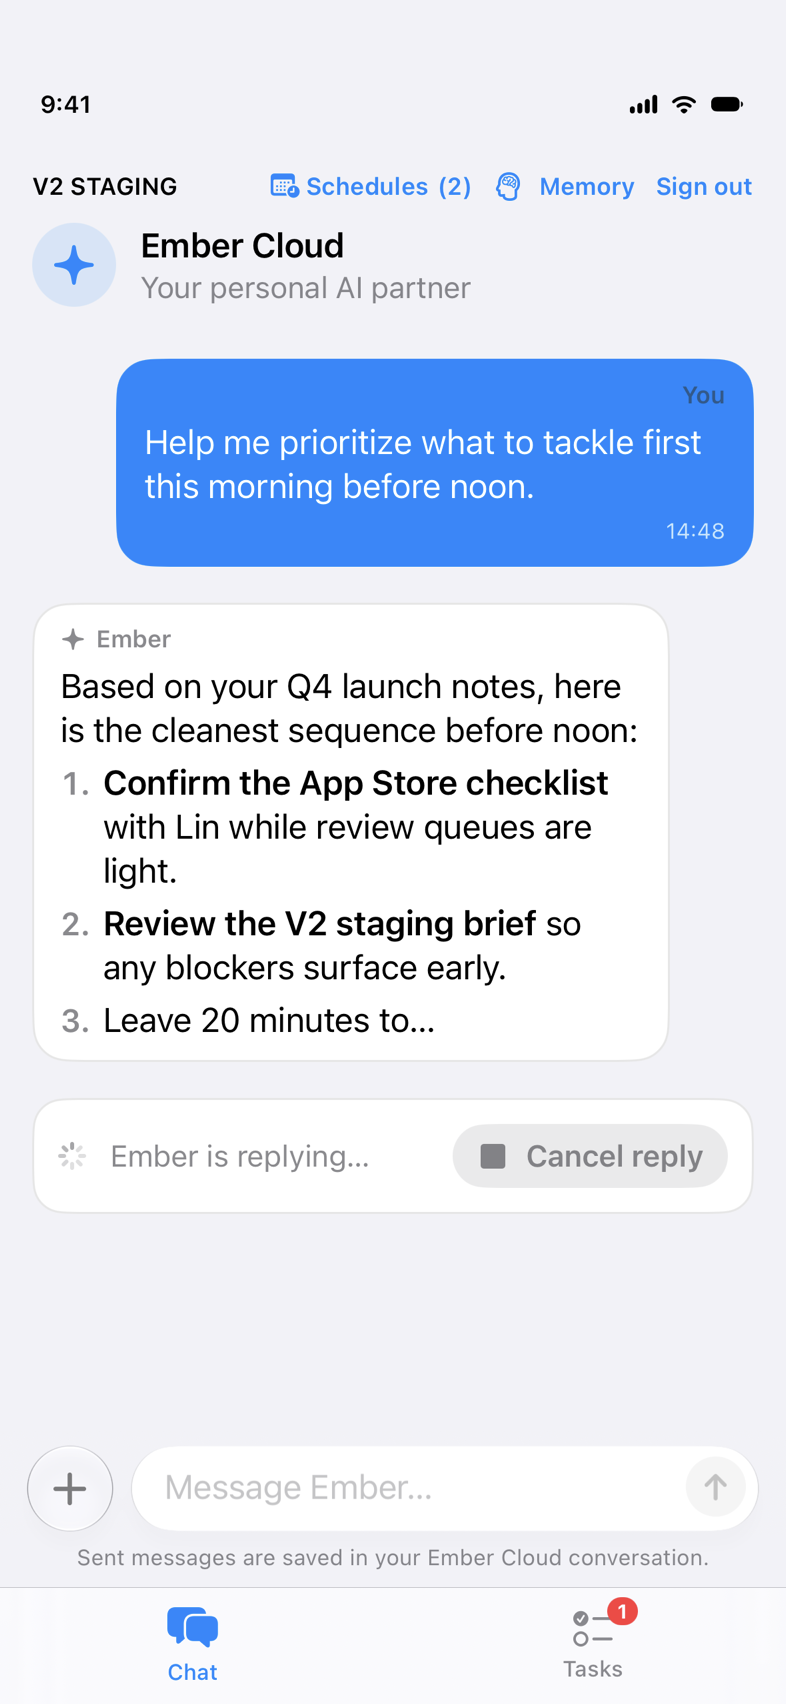 9:41
V2 STAGING
Schedules (2)
Memory
Sign out
Ember Cloud
Your personal AI partner
You
Help me prioritize what to tackle first
this morning before noon.
14:48
Ember
Based on your Q4 launch notes, here
is the cleanest sequence before noon:
1. Confirm the App Store checklist
with Lin while review queues are
light.
2. Review the V2 staging brief so
any blockers surface early.
3. Leave 20 minutes to...
Ember is replying...
Cancel reply
Message Ember...
Sent messages are saved in your Ember Cloud conversation.
1
Chat
Tasks